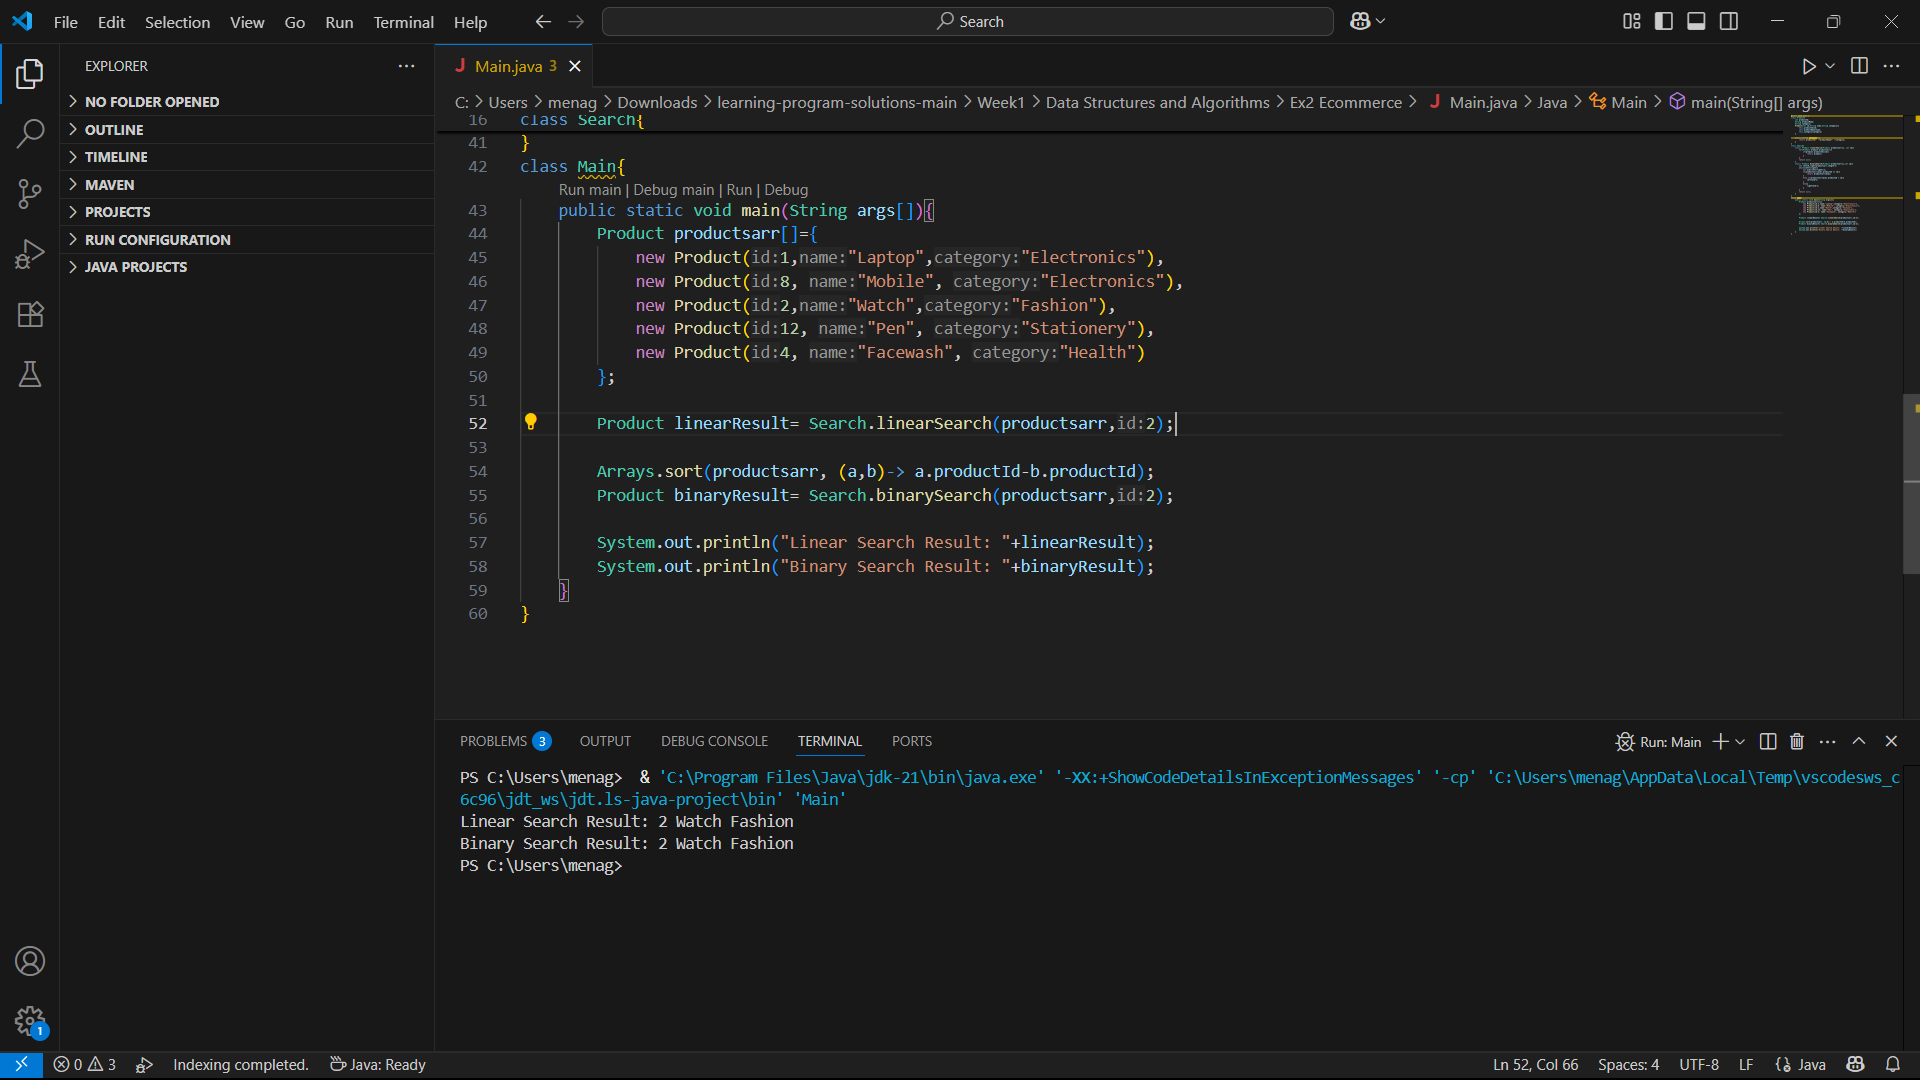 File Edit Selection View Go Run Terminal Help
Search
EXPLORER
NO FOLDER OPENED
OUTLINE
TIMELINE
MAVEN
PROJECTS
RUN CONFIGURATION
JAVA PROJECTS
J Main.java 3
C: > Users > menag > Downloads > learning-program-solutions-main > Week1 > Data Structures and Algorithms > Ex2 Ecommerce > J Main.java > Java > Main > main(String[] args)
16 class Search{
41 }
42 class Main{
Run main | Debug main | Run | Debug
43 public static void main(String args[]){
44 Product productsarr[]={
45 new Product(id:1,name:"Laptop",category:"Electronics"),
46 new Product(id:8, name:"Mobile", category:"Electronics"),
47 new Product(id:2,name:"Watch",category:"Fashion"),
48 new Product(id:12, name:"Pen", category:"Stationery"),
49 new Product(id:4, name:"Facewash", category:"Health")
50 };
51
52 Product linearResult= Search.linearSearch(productsarr,id:2);
53
54 Arrays.sort(productsarr, (a,b)-> a.productId-b.productId);
55 Product binaryResult= Search.binarySearch(productsarr,id:2);
56
57 System.out.println("Linear Search Result: "+linearResult);
58 System.out.println("Binary Search Result: "+binaryResult);
59 }
60 }
PROBLEMS 3 OUTPUT DEBUG CONSOLE TERMINAL PORTS
Run: Main
PS C:\Users\menag>  & 'C:\Program Files\Java\jdk-21\bin\java.exe' '-XX:+ShowCodeDetailsInExceptionMessages' '-cp' 'C:\Users\menag\AppData\Local\Temp\vscodesws_c
6c96\jdt_ws\jdt.ls-java-project\bin' 'Main'
Linear Search Result: 2 Watch Fashion
Binary Search Result: 2 Watch Fashion
PS C:\Users\menag>
1
0 3 Indexing completed. Java: Ready
Ln 52, Col 66 Spaces: 4 UTF-8 LF Java